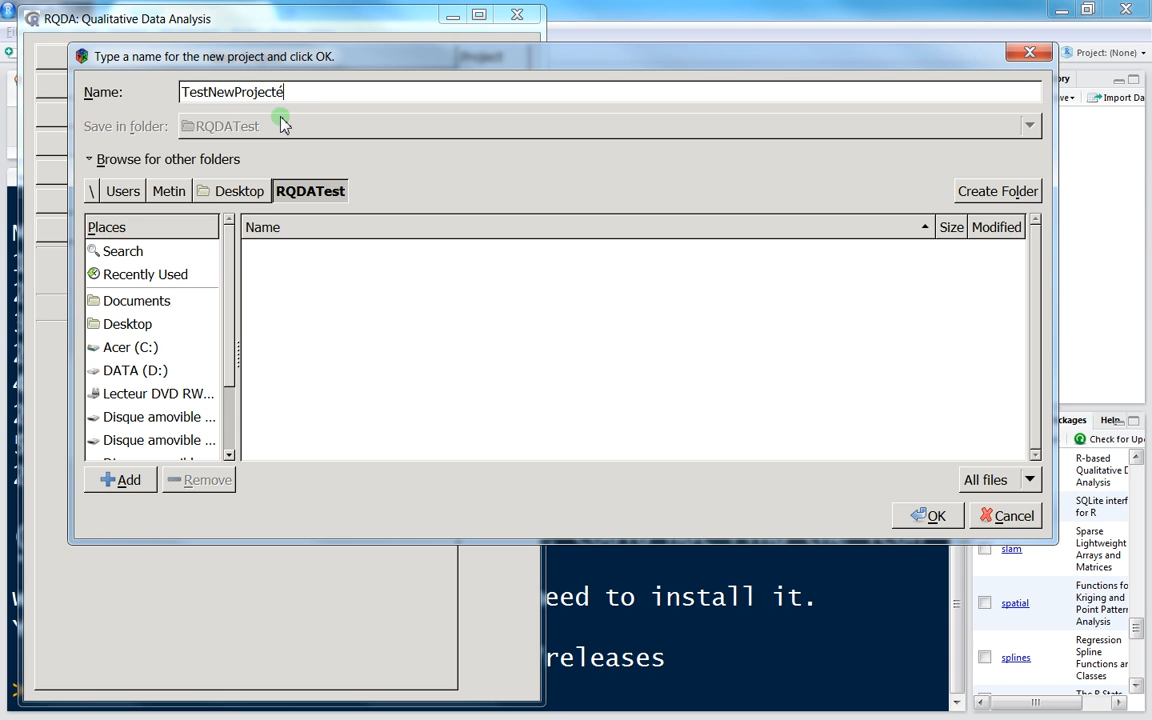 RQDA: Qualitative Data Analysis
Type a name for the new project and click OK.
Project: (None)
Name:
TestNewProjecté
Save in folder:
RQDATest
Import Da
Browse for other folders
\ Users Metin Desktop RQDATest
Create Folder
Places
Name
Size
Modified
Search
Recently Used
Documents
Desktop
Acer (C:)
DATA (D:)
Lecteur DVD RW...
Disque amovible ...
Disque amovible ...
Add
Remove
All files
OK
Cancel
ckages Help
Check for Up
R-based
Qualitative D
Analysis
SQLite interf
for R
slam
Sparse
Lightweight
Arrays and
Matrices
spatial
Functions fo
Kriging and
Point Patter
Analysis
splines
Regression
Spline
Functions ar
Classes
eed to install it.
releases